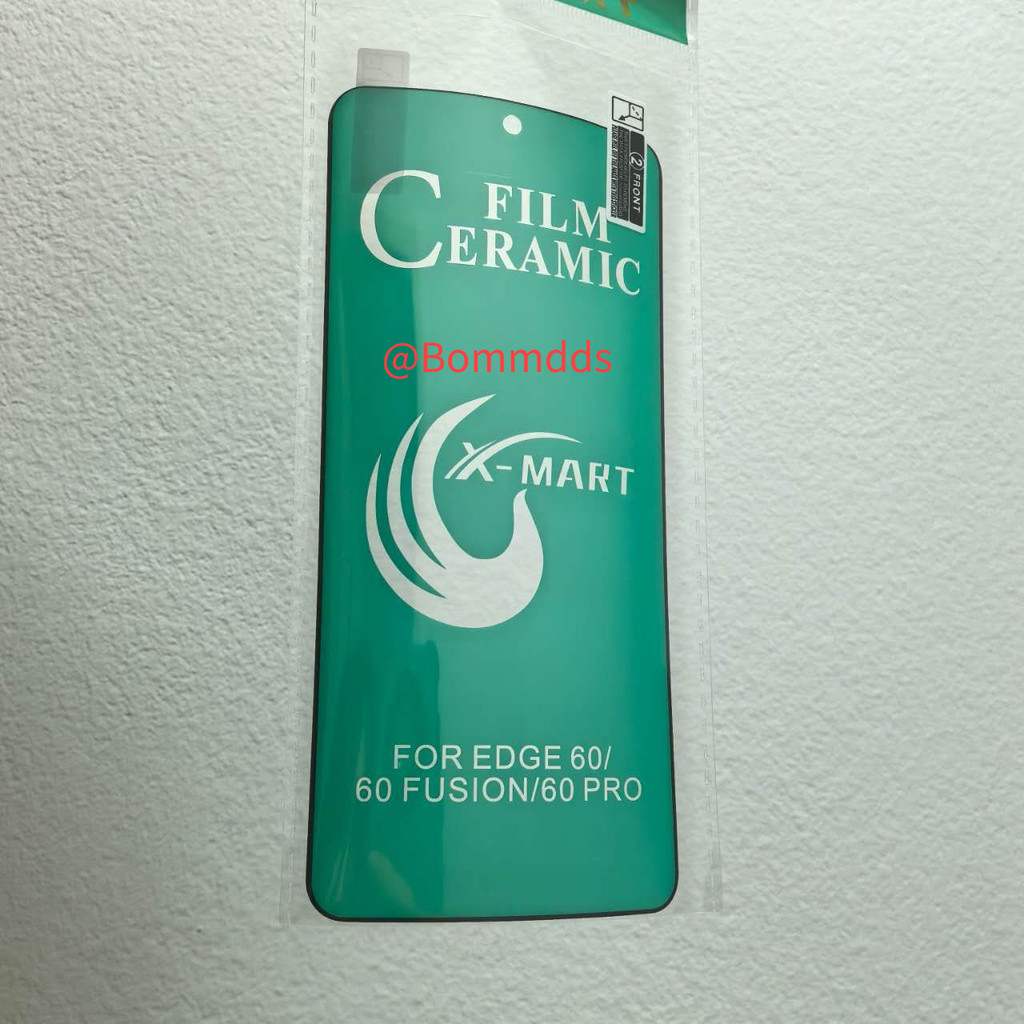 FILM
CERAMIC
2 FRONT
@Bommdds
X-MART
FOR EDGE 60/
60 FUSION/60 PRO